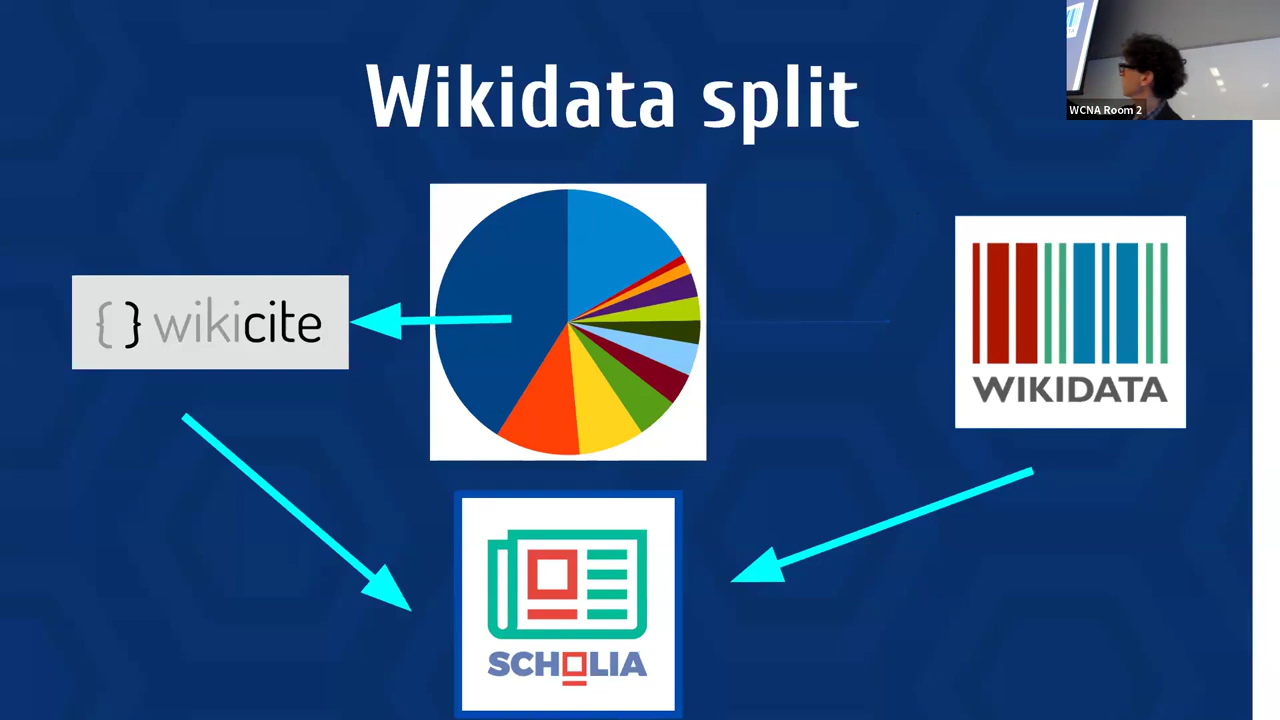 Wikidata split
WCNA Room 2
{ } wikicite
WIKIDATA
SCHOLIA